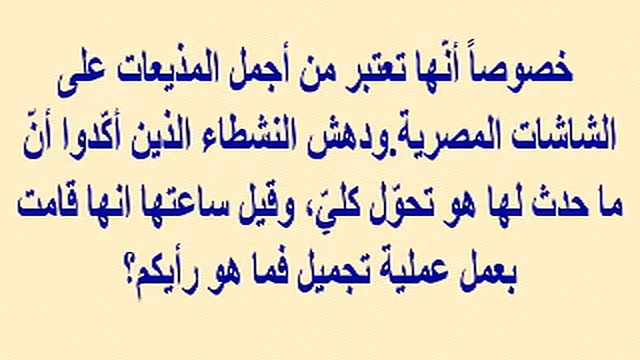 خصوصاً أنّها تعتبر من أجمل المذيعات على
الشاشات المصرية.ودهش النشطاء الذين أكّدوا أنّ
ما حدث لها هو تحوّل كليّ، وقيل ساعتها انها قامت
بعمل عملية تجميل فما هو رأيكم؟